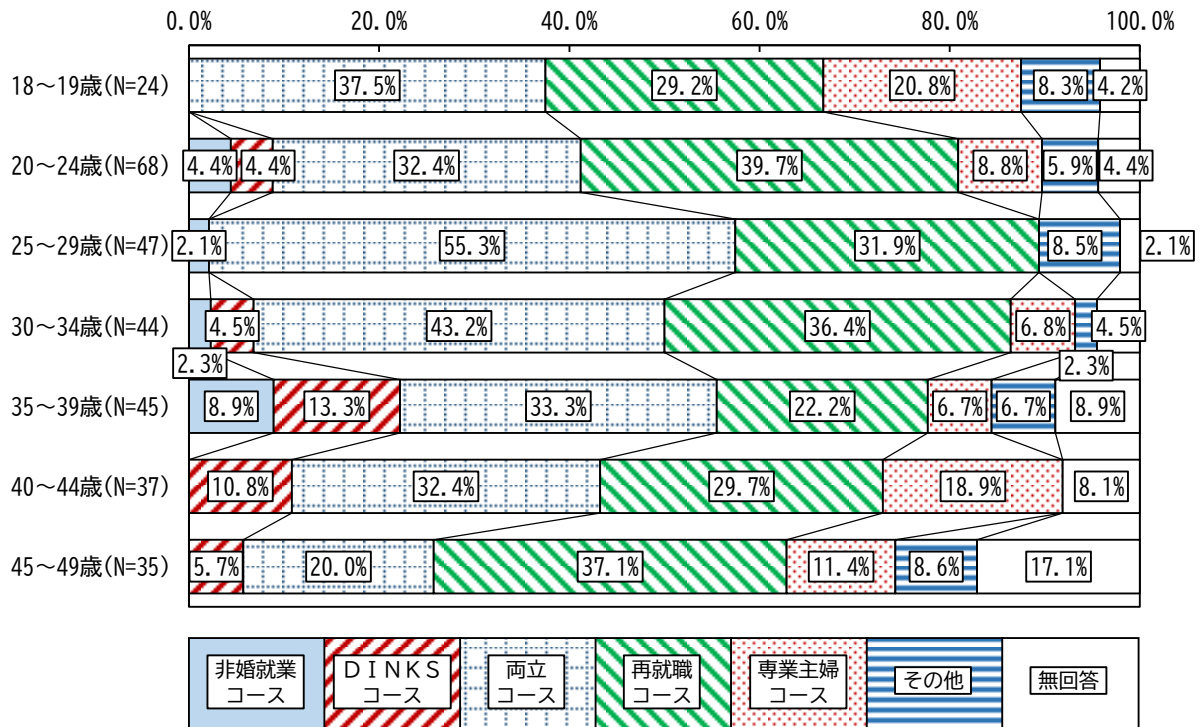 0.0% 20.0% 40.0% 60.0% 80.0% 100.0%
18～19歳(N=24) 37.5% 29.2% 20.8% 8.3% 4.2%
20～24歳(N=68) 4.4% 4.4% 32.4% 39.7% 8.8% 5.9% 4.4%
25～29歳(N=47) 2.1% 55.3% 31.9% 8.5% 2.1%
30～34歳(N=44) 4.5% 43.2% 36.4% 6.8% 4.5%
2.3% 2.3%
35～39歳(N=45) 8.9% 13.3% 33.3% 22.2% 6.7% 6.7% 8.9%
40～44歳(N=37) 10.8% 32.4% 29.7% 18.9% 8.1%
45～49歳(N=35) 5.7% 20.0% 37.1% 11.4% 8.6% 17.1%
非婚就業
コース
ＤＩＮＫＳ
コース
両立
コース
再就職
コース
専業主婦
コース
その他
無回答